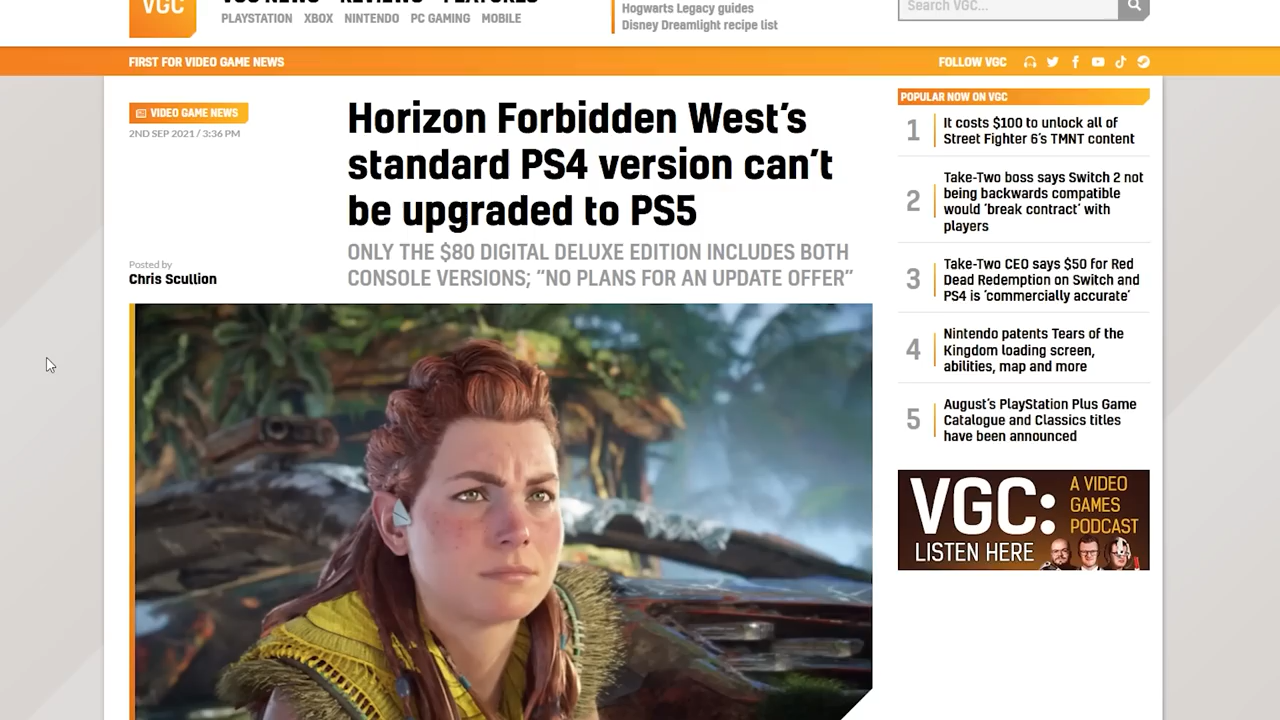 VGC
VGC NEWS REVIEWS FEATURES
PLAYSTATION XBOX NINTENDO PC GAMING MOBILE
Hogwarts Legacy guides
Disney Dreamlight recipe list
Search VGC...
FIRST FOR VIDEO GAME NEWS
FOLLOW VGC
VIDEO GAME NEWS
2ND SEP 2021 / 3:36 PM
Posted by
Chris Scullion
Horizon Forbidden West's
standard PS4 version can't
be upgraded to PS5
ONLY THE $80 DIGITAL DELUXE EDITION INCLUDES BOTH
CONSOLE VERSIONS; “NO PLANS FOR AN UPDATE OFFER”
POPULAR NOW ON VGC
1
It costs $100 to unlock all of
Street Fighter 6's TMNT content
2
Take-Two boss says Switch 2 not
being backwards compatible
would ‘break contract’ with
players
3
Take-Two CEO says $50 for Red
Dead Redemption on Switch and
PS4 is ‘commercially accurate’
4
Nintendo patents Tears of the
Kingdom loading screen,
abilities, map and more
5
August's PlayStation Plus Game
Catalogue and Classics titles
have been announced
VGC:
A VIDEO
GAMES
PODCAST
LISTEN HERE